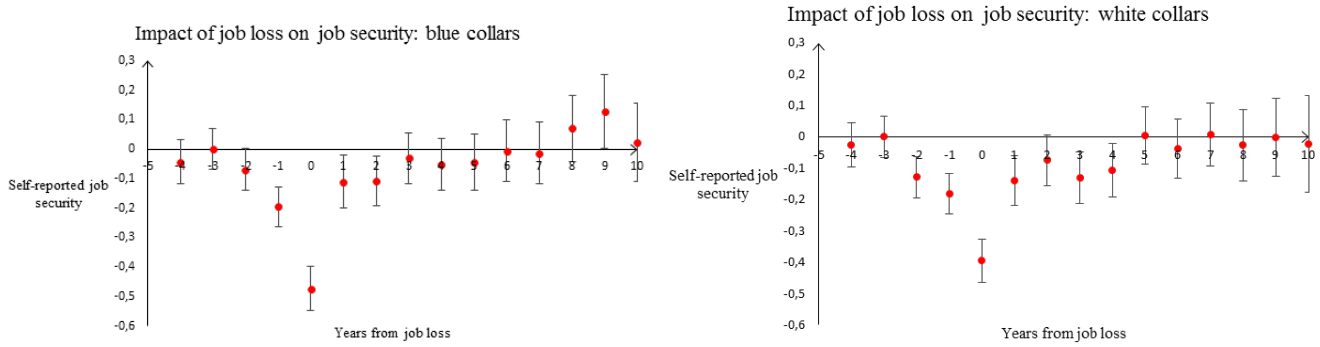 Impact of job loss on job security: blue collars
0,3
0,2
0,1
0
-0,1
-0,2
-0,3
-0,4
-0,5
-0,6
-5 -4 -3 -2 -1 0 1 2 3 4 5 6 7 8 9 10
Self-reported job
security
Years from job loss
Impact of job loss on job security: white collars
0,3
0,2
0,1
0
-0,1
-0,2
-0,3
-0,4
-0,5
-0,6
-5 -4 -3 -2 -1 0 1 2 3 4 5 6 7 8 9 10
Self-reported job
security
Years from job loss